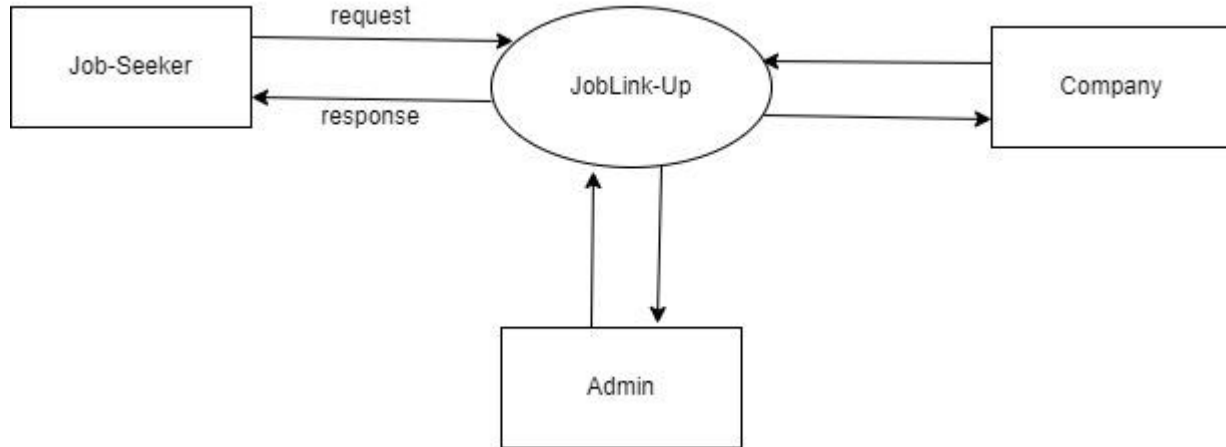 request
Job-Seeker
JobLink-Up
Company
response
Admin